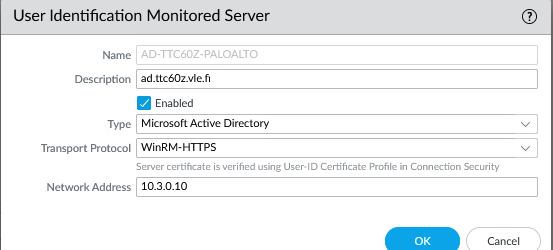 User Identification Monitored Server
Name AD-TTC60Z-PALOALTO
Description ad.ttc60z.vle.fi
Enabled
Type Microsoft Active Directory
Transport Protocol WinRM-HTTPS
Server certificate is verified using User-ID Certificate Profile in Connection Security
Network Address 10.3.0.10
OK Cancel